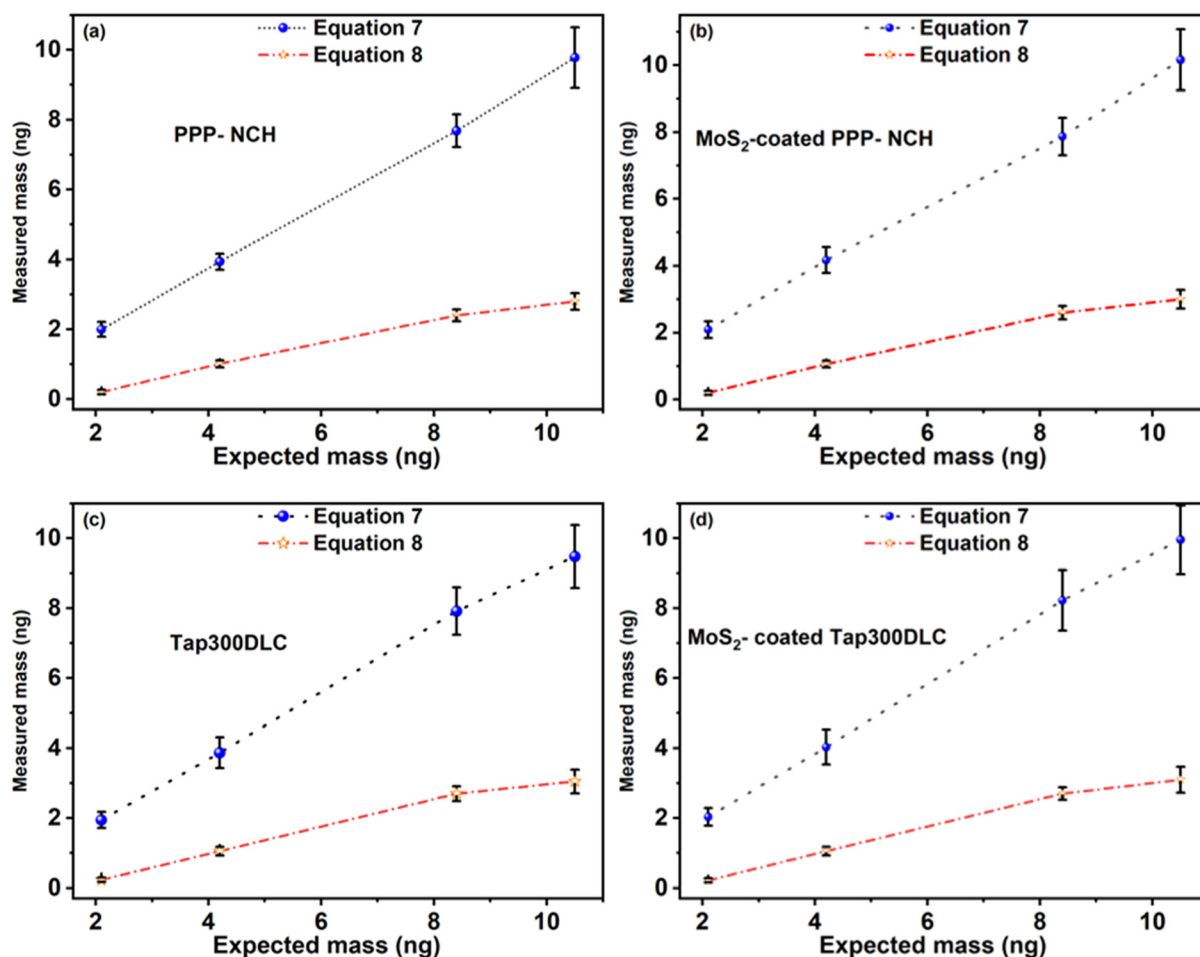 (a)
Equation 7
Equation 8
PPP- NCH
Measured mass (ng)
10
8
6
4
2
0
2 4 6 8 10
Expected mass (ng)
(b)
Equation 7
Equation 8
MoS₂-coated PPP- NCH
Measured mass (ng)
10
8
6
4
2
0
2 4 6 8 10
Expected mass (ng)
(c)
Equation 7
Equation 8
Tap300DLC
Measured mass (ng)
10
8
6
4
2
0
2 4 6 8 10
Expected mass (ng)
(d)
Equation 7
Equation 8
MoS₂- coated Tap300DLC
Measured mass (ng)
10
8
6
4
2
0
2 4 6 8 10
Expected mass (ng)